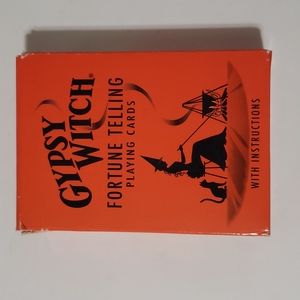 GYPSY
WITCH®
FORTUNE TELLING
PLAYING CARDS
WITH INSTRUCTIONS